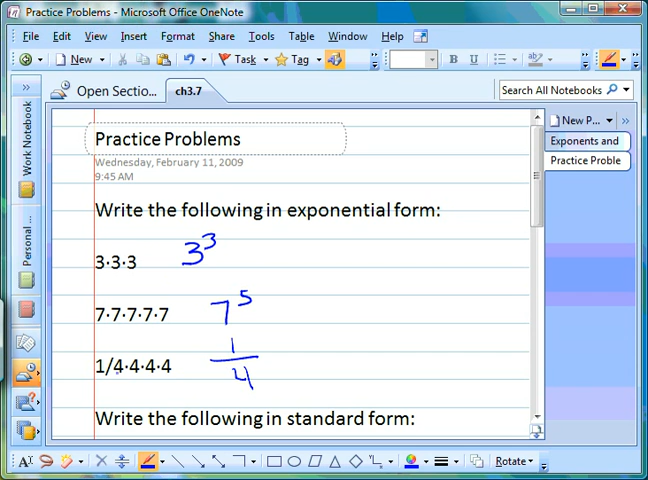 Practice Problems - Microsoft Office OneNote
File Edit View Insert Format Share Tools Table Window Help
New Task Tag B U ab
Open Sectio... ch3.7 Search All Notebooks
Work Notebook
Personal ...
New P...
Exponents and
Practice Proble
Practice Problems
Wednesday, February 11, 2009
9:45 AM
Write the following in exponential form:
3·3·3 3³
7·7·7·7·7 7⁵
1/4·4·4·4 1/4
Write the following in standard form:
A Rotate